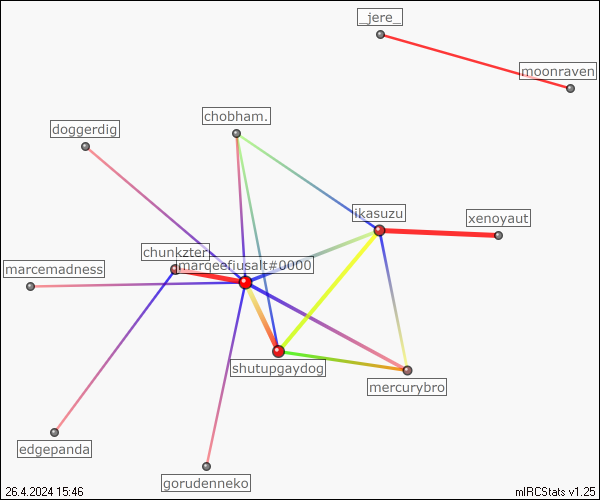 _jere_
moonraven
chobham.
doggerdig
ikasuzu
xenoyaut
chunkzter
marqeefiusalt#0000
marcemadness
shutupgaydog
mercurybro
edgepanda
gorudenneko
26.4.2024 15:46
mIRCStats v1.25